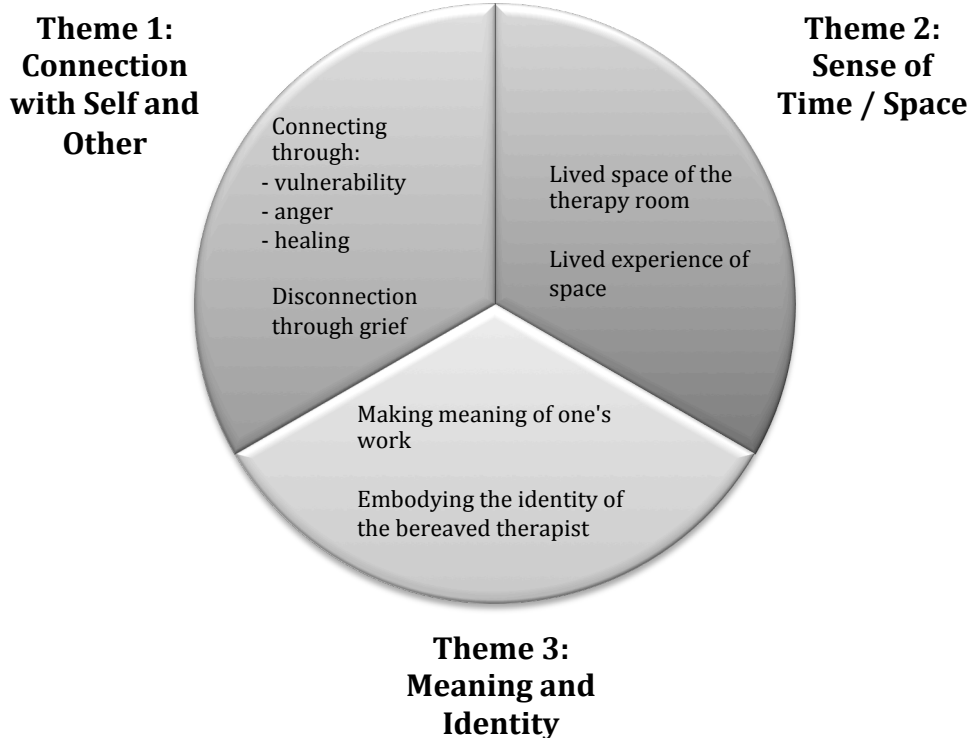 Theme 1:
Connection
with Self and
Other
Connecting
through:
- vulnerability
- anger
- healing
Disconnection
through grief
Theme 2:
Sense of
Time / Space
Lived space of the
therapy room
Lived experience of
space
Making meaning of one's
work
Embodying the identity of
the bereaved therapist
Theme 3:
Meaning and
Identity